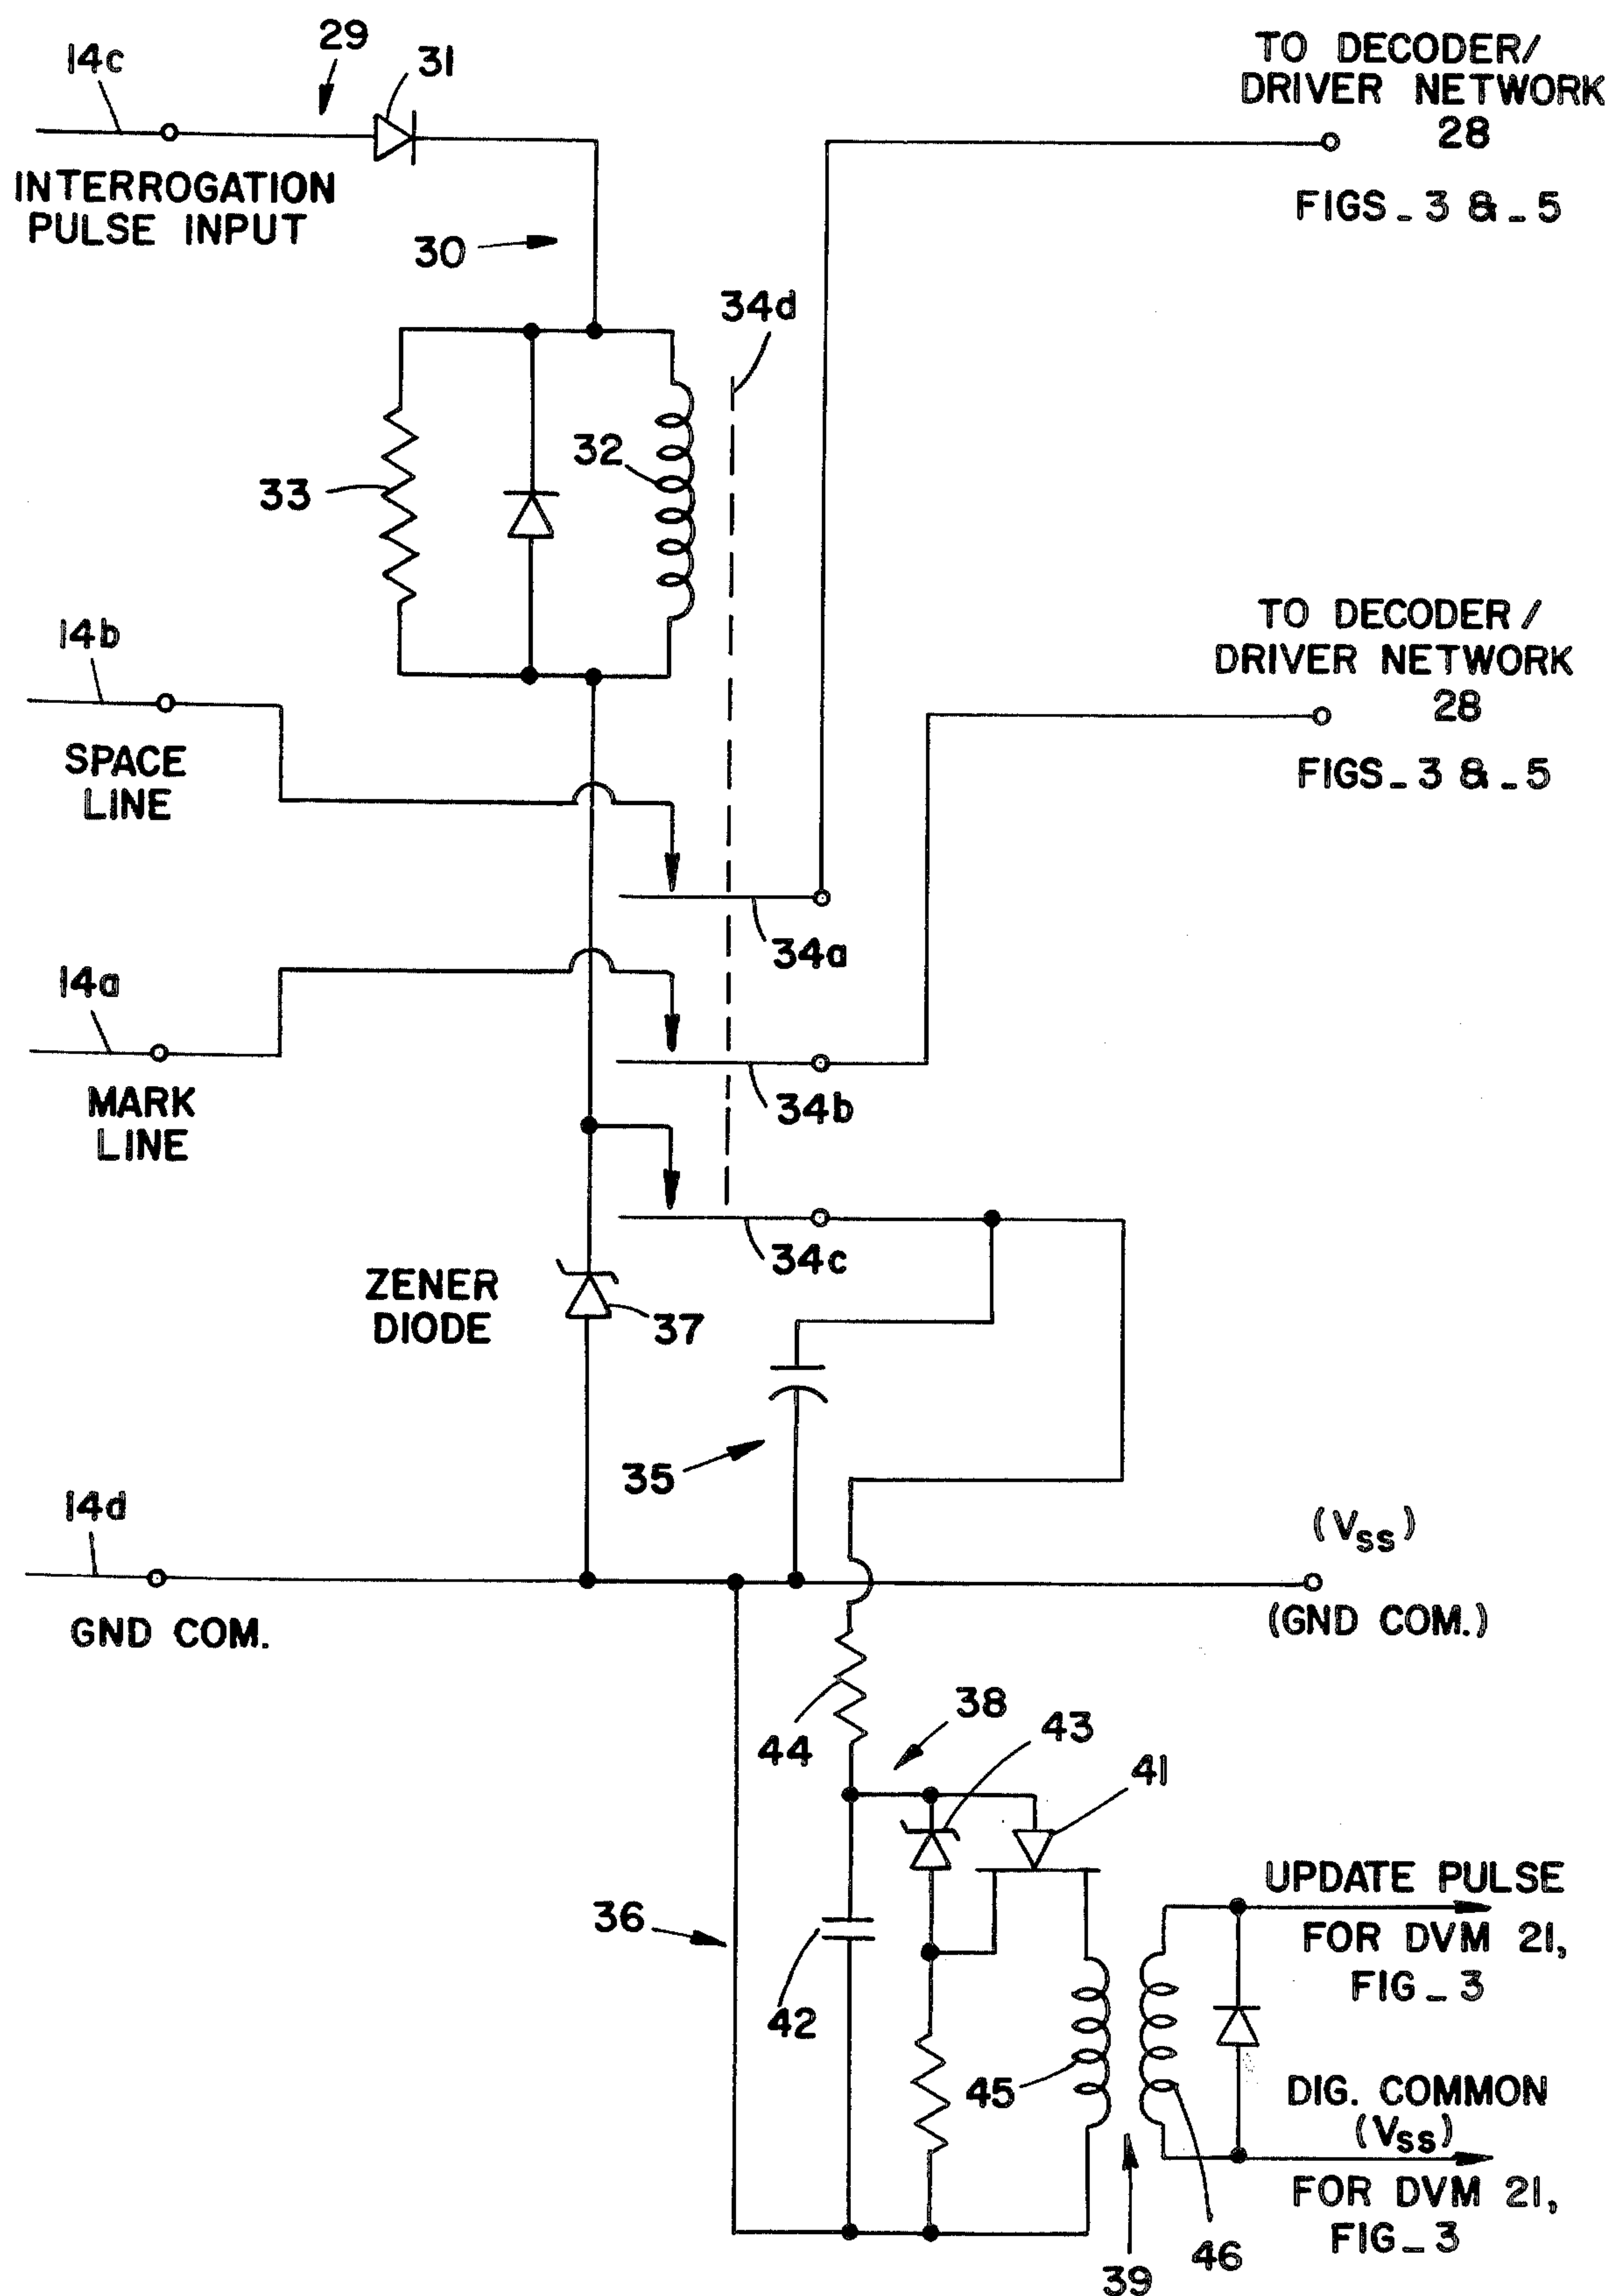 29
14c
31
TO DECODER/
DRIVER NETWORK
28
FIGS_3 &_5
INTERROGATION
PULSE INPUT
30
34d
32
33
14b
SPACE
LINE
TO DECODER/
DRIVER NETWORK
28
FIGS_3 &_5
34a
14a
MARK
LINE
34b
34c
ZENER
DIODE
37
35
14d
GND COM.
(Vss)
(GND COM.)
44
38
43
41
36
42
45
UPDATE PULSE
FOR DVM 21,
FIG_3
DIG. COMMON
(Vss)
FOR DVM 21,
FIG_3
39
46